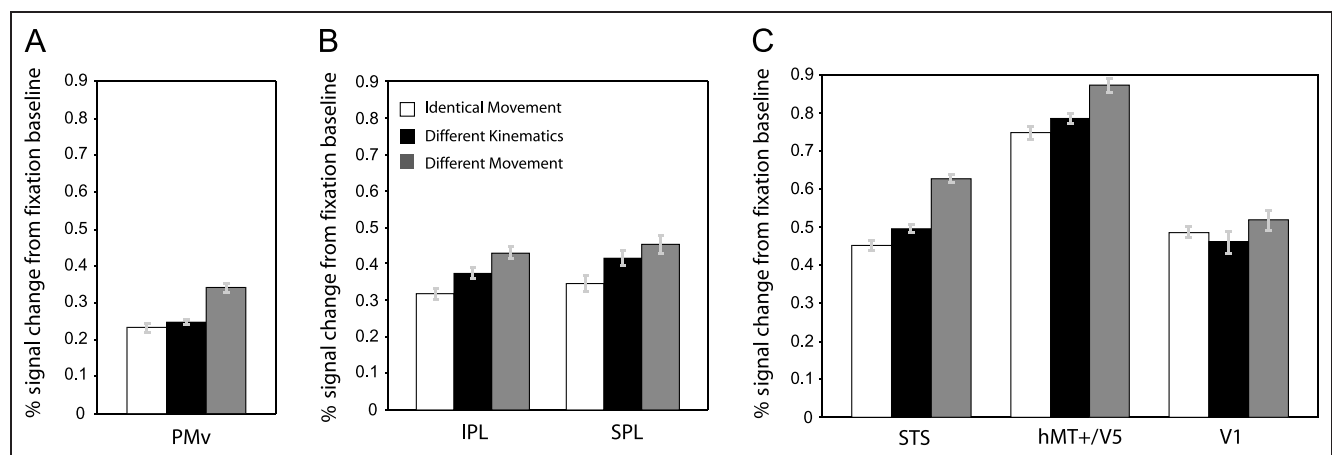 A
% signal change from fixation baseline
0.9
0.8
0.7
0.6
0.5
0.4
0.3
0.2
0.1
0
PMv
B
% signal change from fixation baseline
0.9
0.8
0.7
0.6
0.5
0.4
0.3
0.2
0.1
0
Identical Movement
Different Kinematics
Different Movement
IPL
SPL
C
% signal change from fixation baseline
0.9
0.8
0.7
0.6
0.5
0.4
0.3
0.2
0.1
0
STS
hMT+/V5
V1